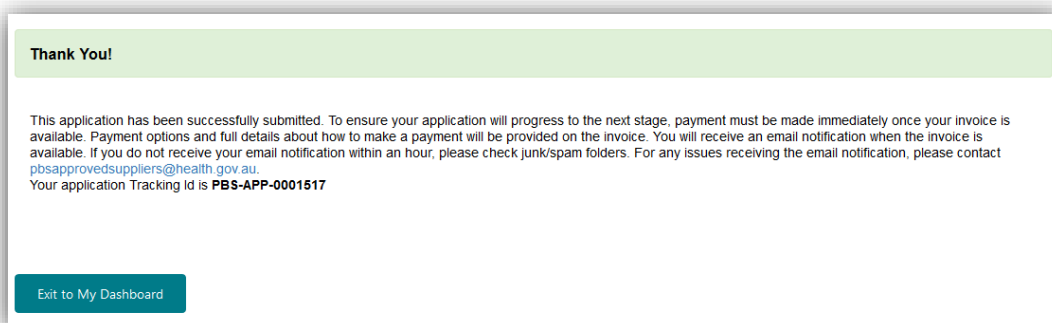 Thank You!
This application has been successfully submitted. To ensure your application will progress to the next stage, payment must be made immediately once your invoice is
available. Payment options and full details about how to make a payment will be provided on the invoice. You will receive an email notification when the invoice is
available. If you do not receive your email notification within an hour, please check junk/spam folders. For any issues receiving the email notification, please contact
pbsapprovedsuppliers@health.gov.au.
Your application Tracking Id is PBS-APP-0001517
Exit to My Dashboard